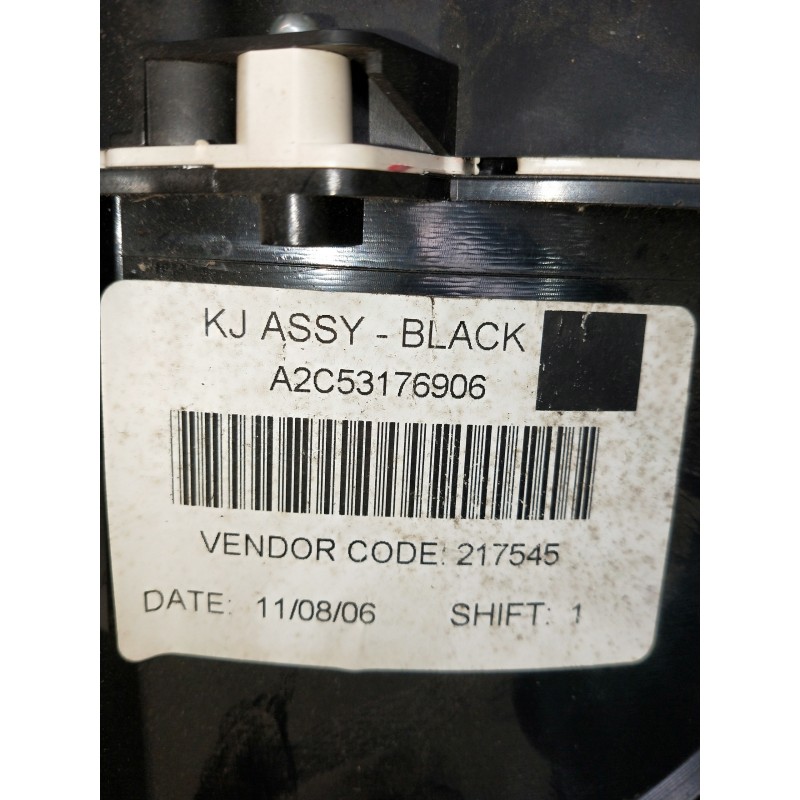 KJ ASSY - BLACK
A2C53176906
VENDOR CODE: 217545
DATE: 11/08/06 SHIFT: 1